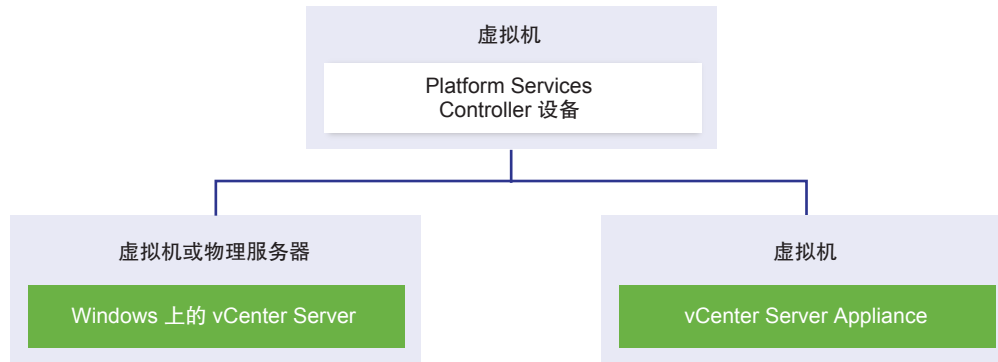 虚拟机
Platform Services
Controller 设备
虚拟机或物理服务器
虚拟机
Windows 上的 vCenter Server
vCenter Server Appliance